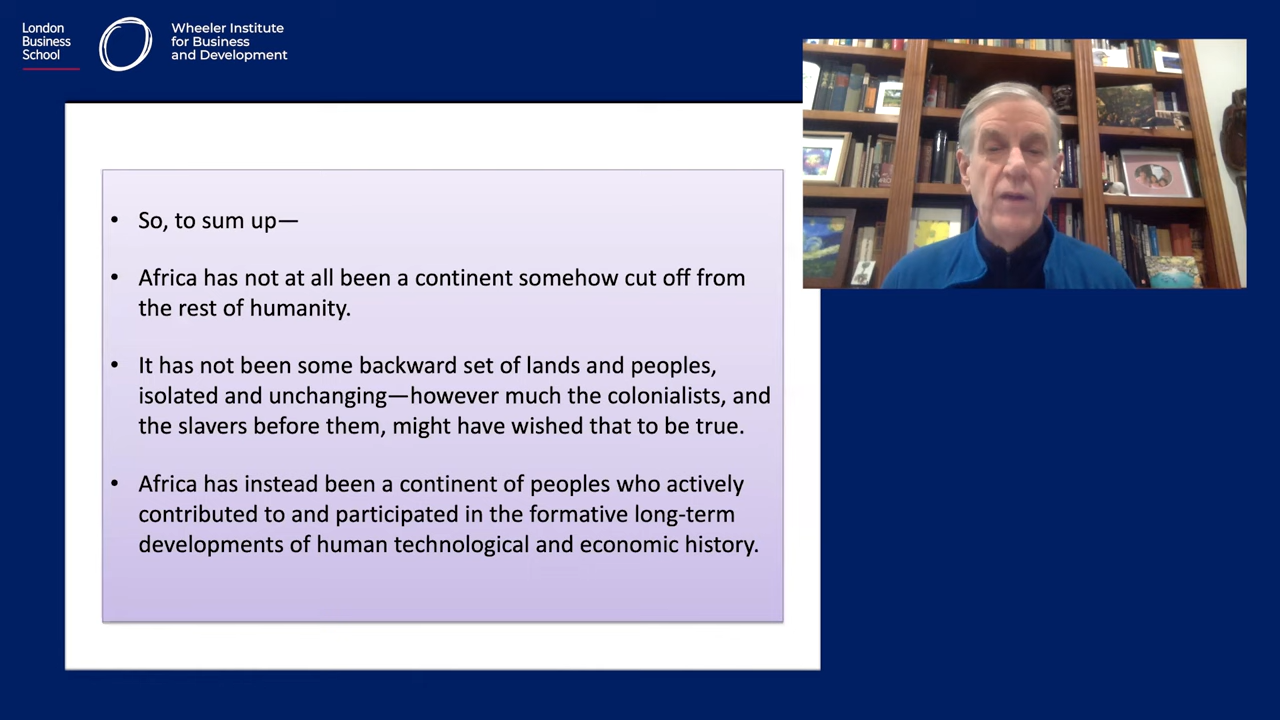 London
Business
School
Wheeler Institute
for Business
and Development
• So, to sum up—
• Africa has not at all been a continent somehow cut off from
the rest of humanity.
• It has not been some backward set of lands and peoples,
isolated and unchanging—however much the colonialists, and
the slavers before them, might have wished that to be true.
• Africa has instead been a continent of peoples who actively
contributed to and participated in the formative long-term
developments of human technological and economic history.